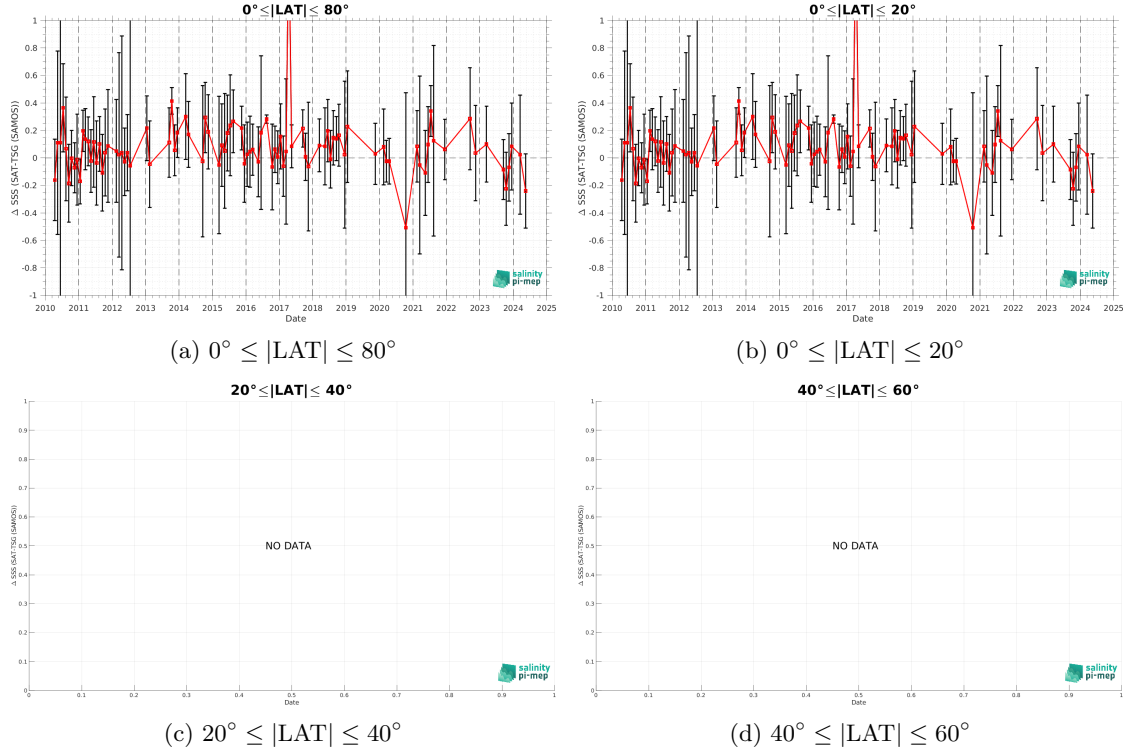 0°≤|LAT|≤ 80°
1
0.8
0.6
0.4
0.2
0
-0.2
-0.4
-0.6
-0.8
-1
Δ SSS (SAT-TSG (SAMOS))
2010 2011 2012 2013 2014 2015 2016 2017 2018 2019 2020 2021 2022 2023 2024 2025
Date
salinity
pi-mep
(a) 0° ≤ |LAT| ≤ 80°
0°≤|LAT|≤ 20°
1
0.8
0.6
0.4
0.2
0
-0.2
-0.4
-0.6
-0.8
-1
Δ SSS (SAT-TSG (SAMOS))
2010 2011 2012 2013 2014 2015 2016 2017 2018 2019 2020 2021 2022 2023 2024 2025
Date
salinity
pi-mep
(b) 0° ≤ |LAT| ≤ 20°
20°≤|LAT|≤ 40°
1
0.9
0.8
0.7
0.6
0.5
0.4
0.3
0.2
0.1
0
Δ SSS (SAT-TSG (SAMOS))
NO DATA
0 0.1 0.2 0.3 0.4 0.5 0.6 0.7 0.8 0.9 1
Date
salinity
pi-mep
(c) 20° ≤ |LAT| ≤ 40°
40°≤|LAT|≤ 60°
1
0.9
0.8
0.7
0.6
0.5
0.4
0.3
0.2
0.1
0
Δ SSS (SAT-TSG (SAMOS))
NO DATA
0 0.1 0.2 0.3 0.4 0.5 0.6 0.7 0.8 0.9 1
Date
salinity
pi-mep
(d) 40° ≤ |LAT| ≤ 60°